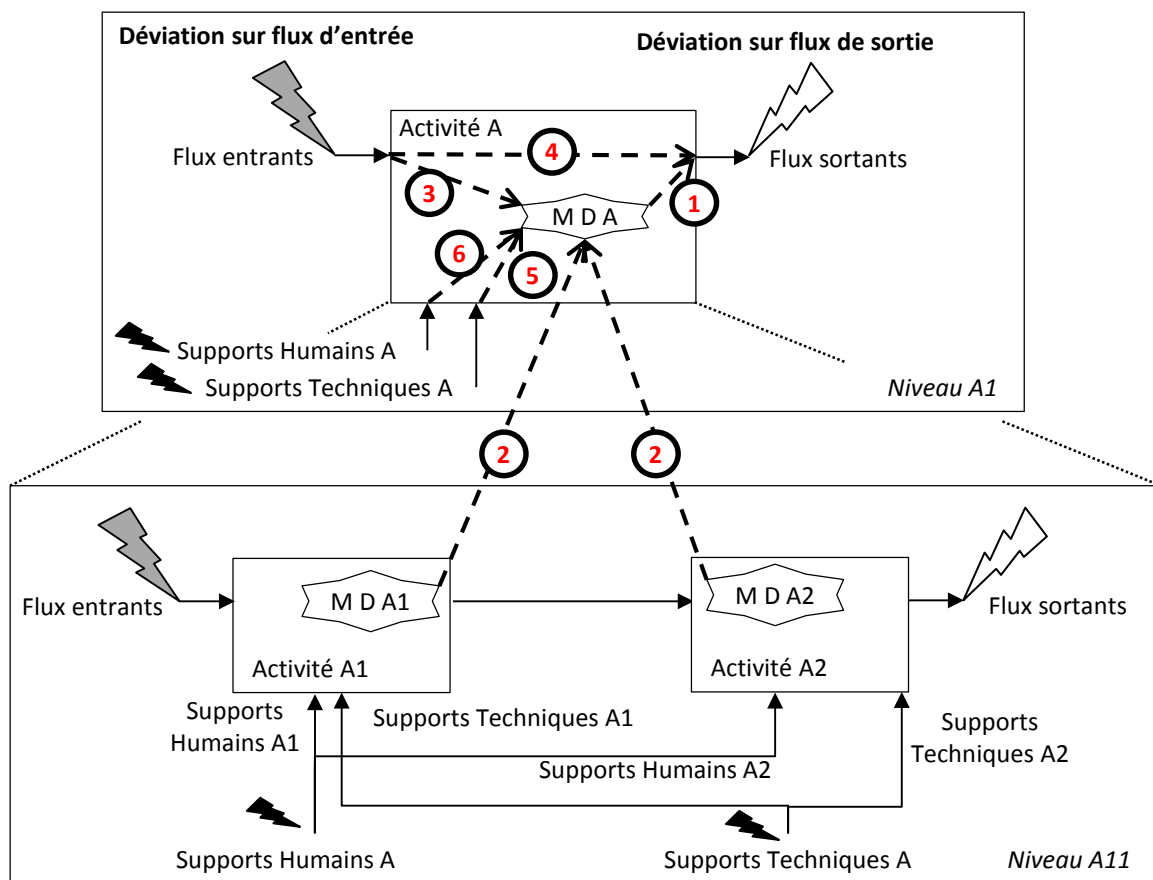 Déviation sur flux d'entrée
Déviation sur flux de sortie
Activité A
Flux entrants
4
Flux sortants
3
1
M D A
6
5
Supports Humains A
Supports Techniques A
Niveau A1
2
2
Flux entrants
M D A1
M D A2
Flux sortants
Activité A1
Activité A2
Supports
Humains A1
Supports Techniques A1
Supports
Techniques A2
Supports Humains A2
Supports Humains A
Supports Techniques A
Niveau A11